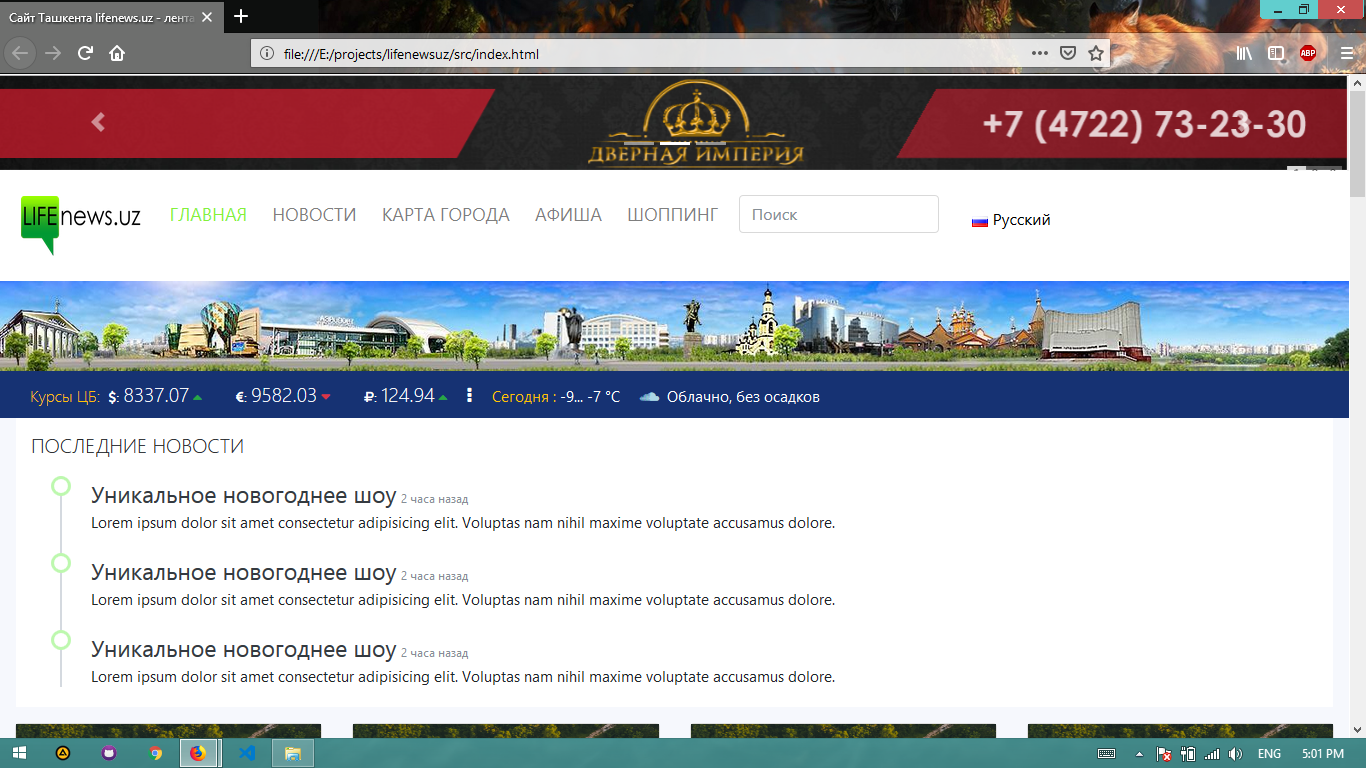 Сайт Ташкента lifenews.uz - лента
file:///E:/projects/lifenewsuz/src/index.html
ABP
ДВЕРНАЯ ИМПЕРИЯ
+7 (4722) 73-23-30
LIFEnews.uz
ГЛАВНАЯ НОВОСТИ КАРТА ГОРОДА АФИША ШОППИНГ Поиск Русский
Курсы ЦБ: $: 8337.07 €: 9582.03 ₽: 124.94 Сегодня : -9... -7 °C Облачно, без осадков
ПОСЛЕДНИЕ НОВОСТИ
Уникальное новогоднее шоу 2 часа назад
Lorem ipsum dolor sit amet consectetur adipisicing elit. Voluptas nam nihil maxime voluptate accusamus dolore.
Уникальное новогоднее шоу 2 часа назад
Lorem ipsum dolor sit amet consectetur adipisicing elit. Voluptas nam nihil maxime voluptate accusamus dolore.
Уникальное новогоднее шоу 2 часа назад
Lorem ipsum dolor sit amet consectetur adipisicing elit. Voluptas nam nihil maxime voluptate accusamus dolore.
ENG 5:01 PM